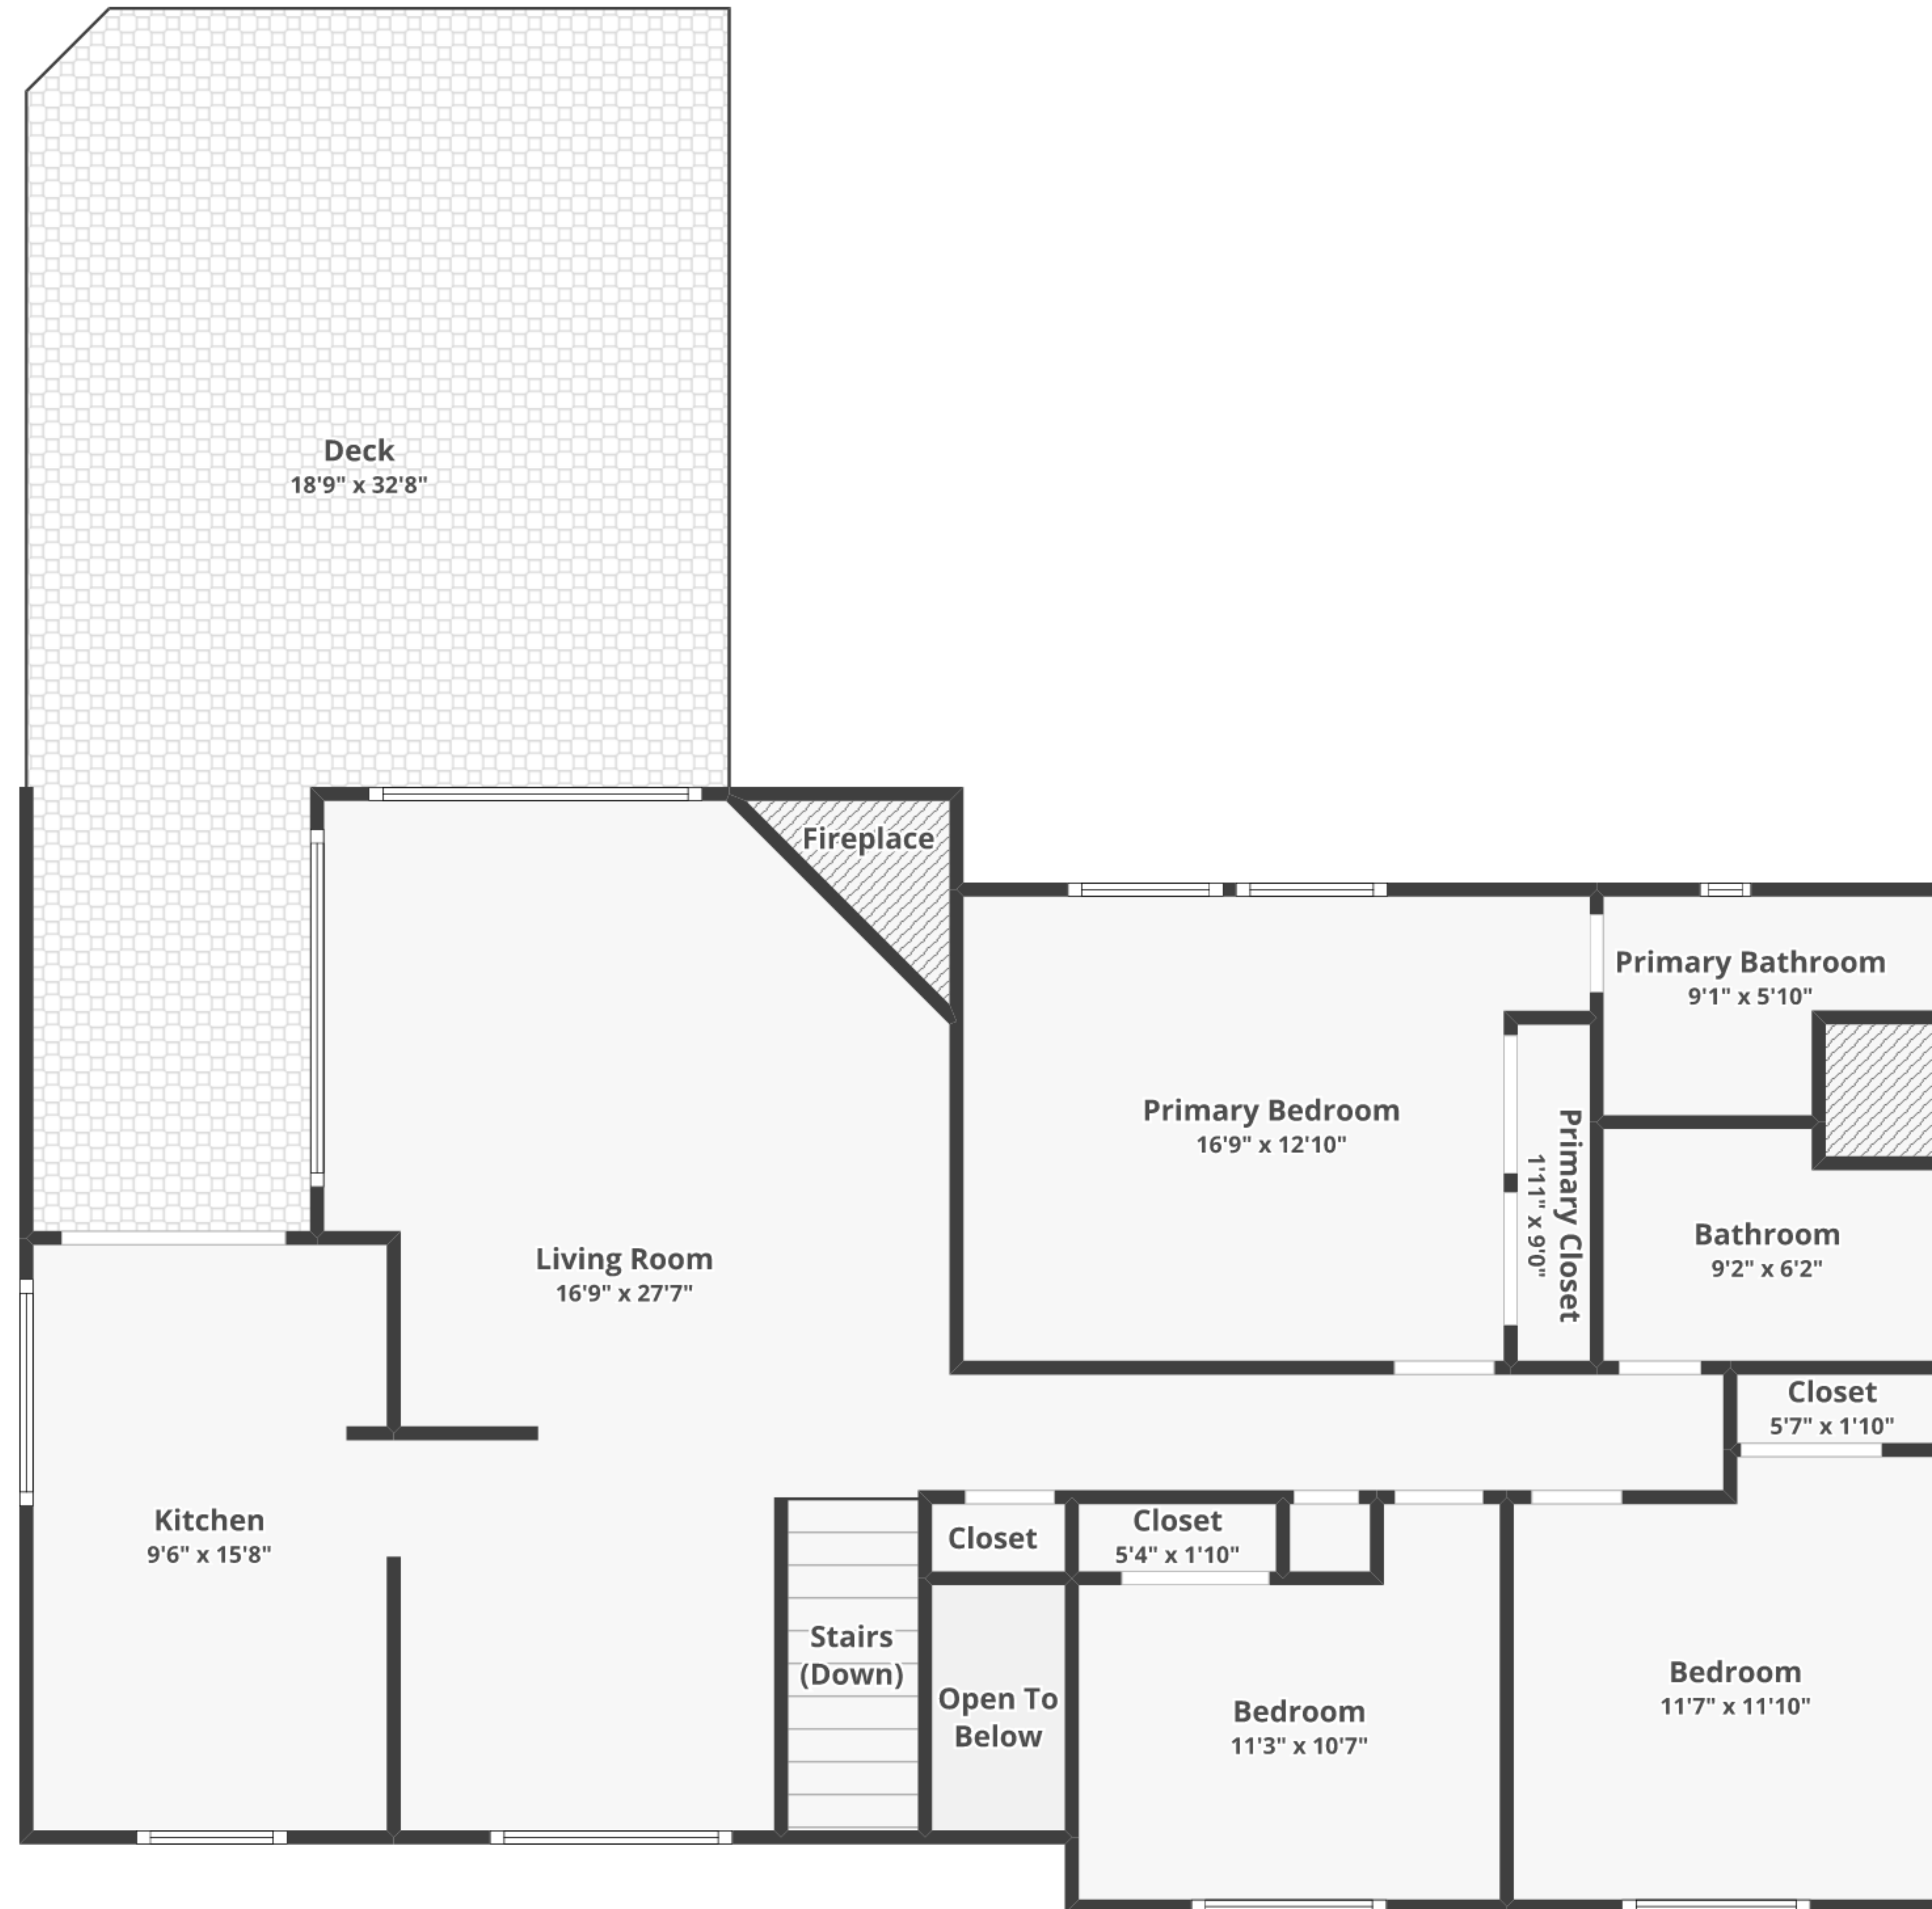 Deck
18'9" x 32'8"
Fireplace
Primary Bathroom
9'1" x 5'10"
Primary Bedroom
16'9" x 12'10"
Primary Closet
1'11" x 9'0"
Bathroom
9'2" x 6'2"
Living Room
16'9" x 27'7"
Closet
5'7" x 1'10"
Kitchen
9'6" x 15'8"
Closet
Closet
5'4" x 1'10"
Stairs
(Down)
Open To
Below
Bedroom
11'3" x 10'7"
Bedroom
11'7" x 11'10"